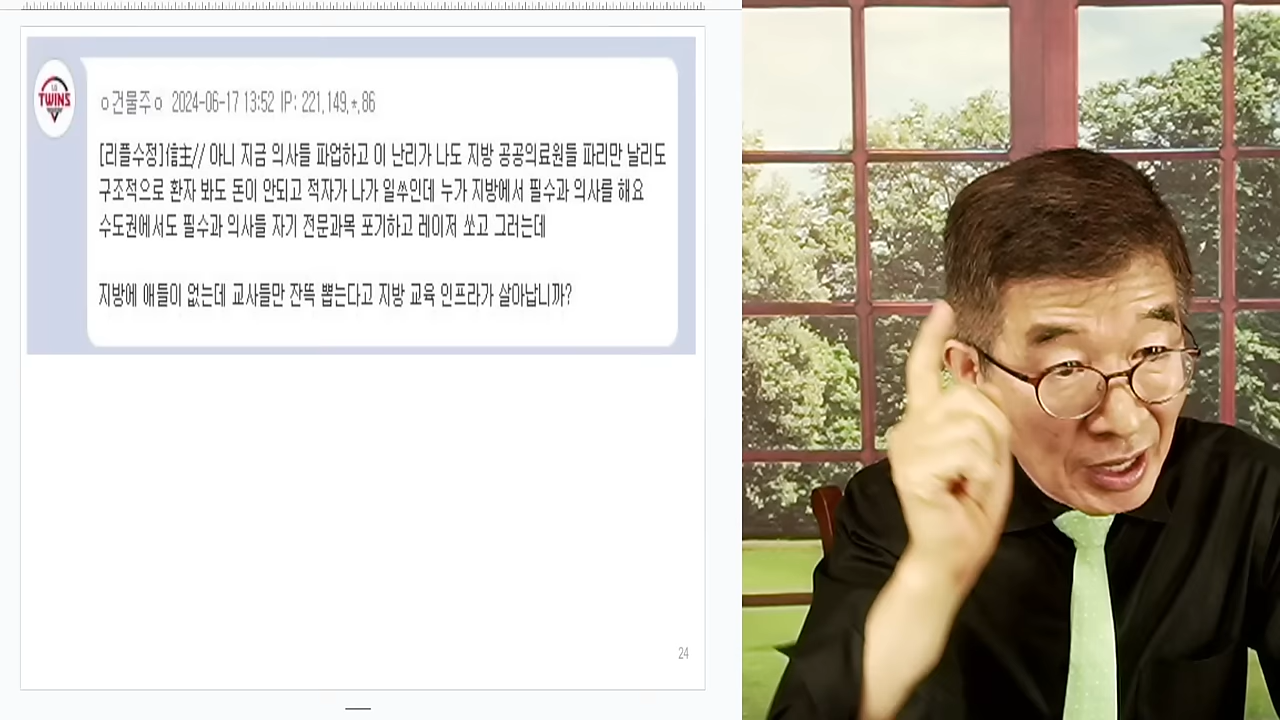 TWINS
ㅇ건물주ㅇ 2024-06-17 13:52 IP: 221,149,*,86
[리플수정]信主// 아니 지금 의사들 파업하고 이 난리가 나도 지방 공공의료원들 파리만 날리도
구조적으로 환자 봐도 돈이 안되고 적자가 나가 일쑤인데 누가 지방에서 필수과 의사를 해요
수도권에서도 필수과 의사들 자기 전문과목 포기하고 레이저 쏘고 그러는데
지방에 애들이 없는데 교사들만 잔뜩 뽑는다고 지방 교육 인프라가 살아납니까?
24